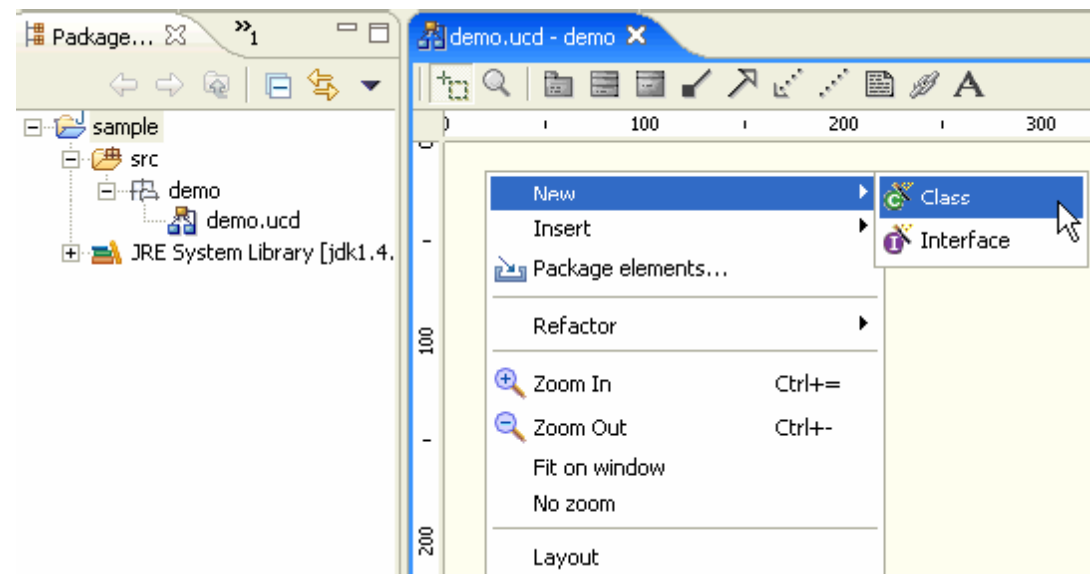 Package...
»1
demo.ucd - demo
A
0 100 200 300
sample
src
demo
demo.ucd
JRE System Library [jdk1.4.
0
100
200
New
Insert
Package elements...
Refactor
Zoom In Ctrl+=
Zoom Out Ctrl+-
Fit on window
No zoom
Layout
C Class
I Interface